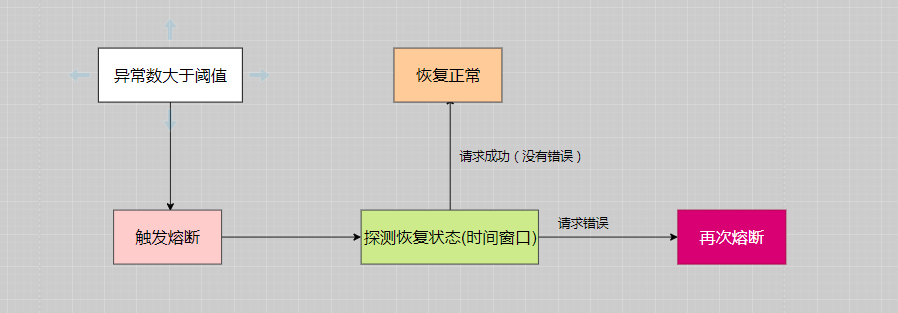 异常数大于阈值
恢复正常
请求成功（没有错误）
触发熔断
探测恢复状态(时间窗口)
请求错误
再次熔断